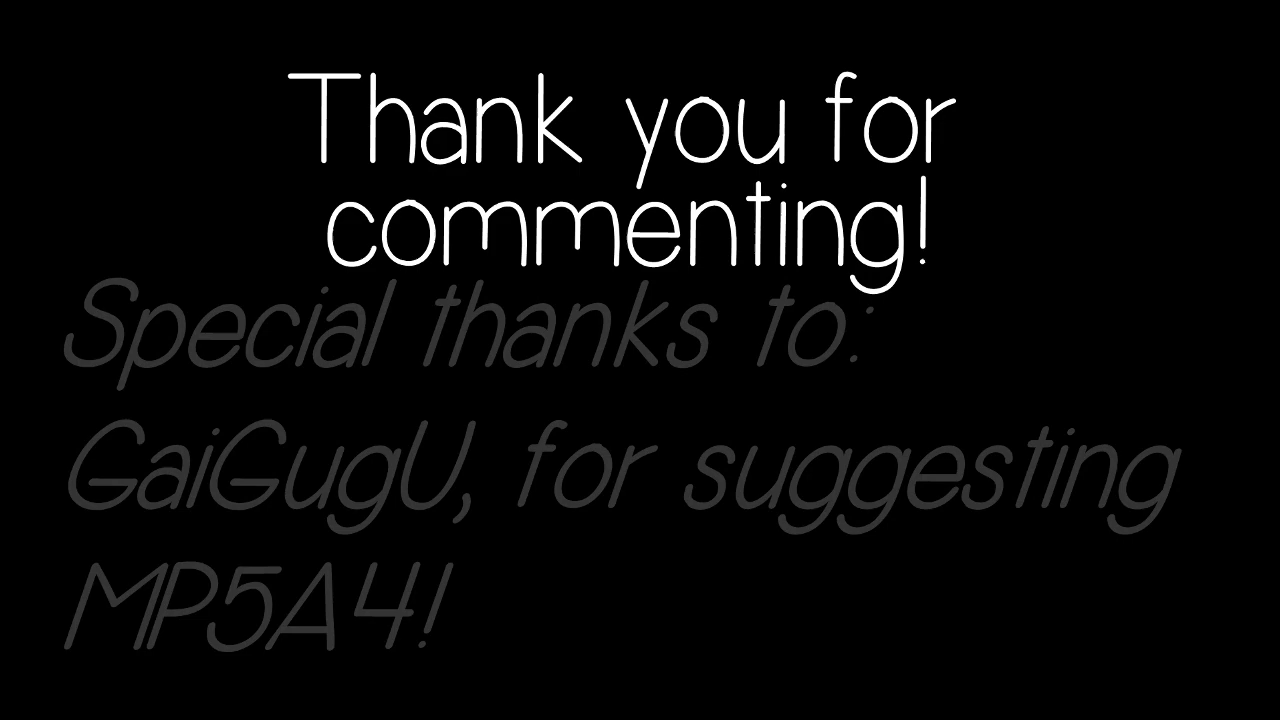 Thank you for
commenting!
Special thanks to:
GaiGugU, for suggesting
MP5A4!